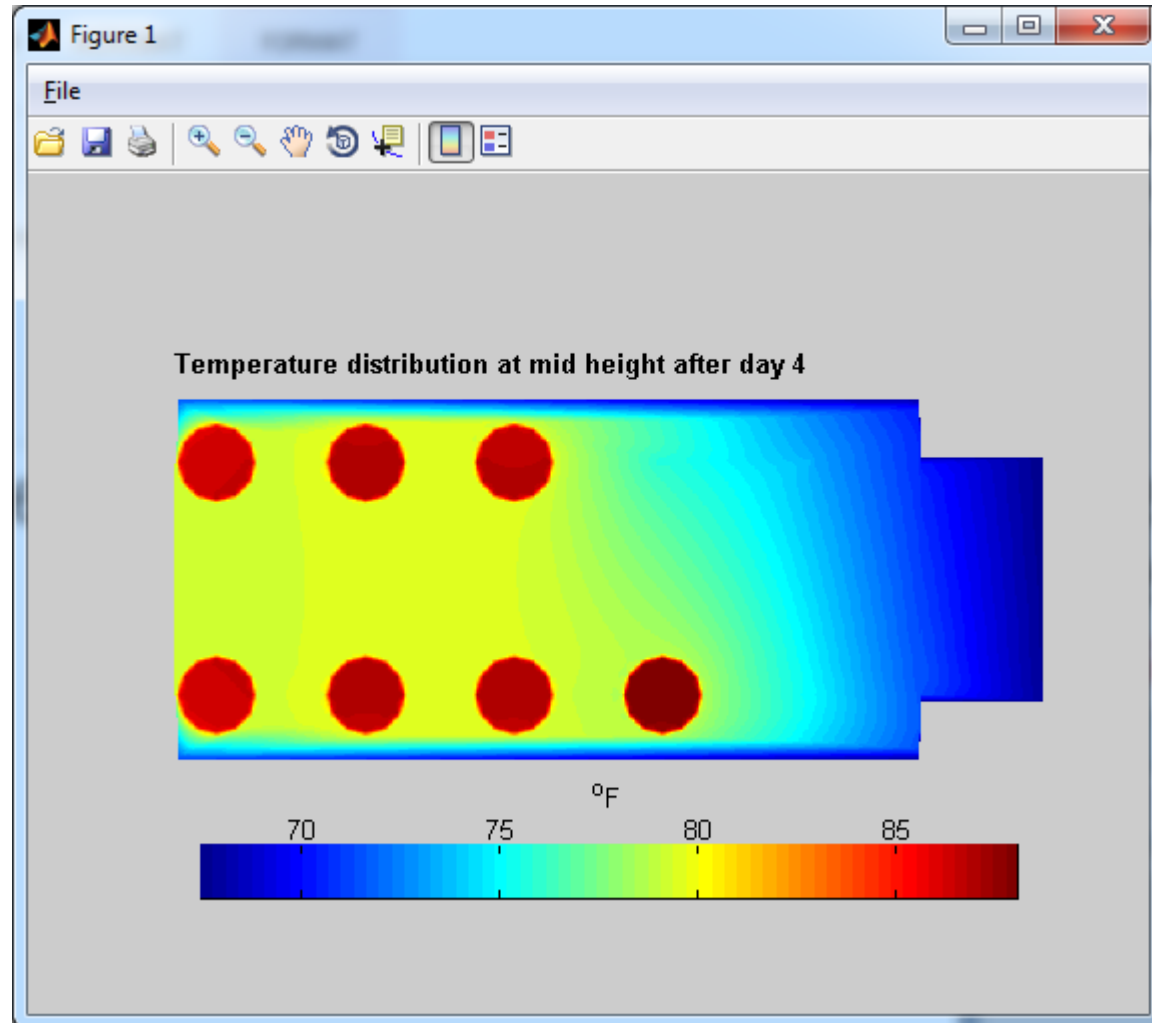 Figure 1
File
Temperature distribution at mid height after day 4
ºF
70 75 80 85